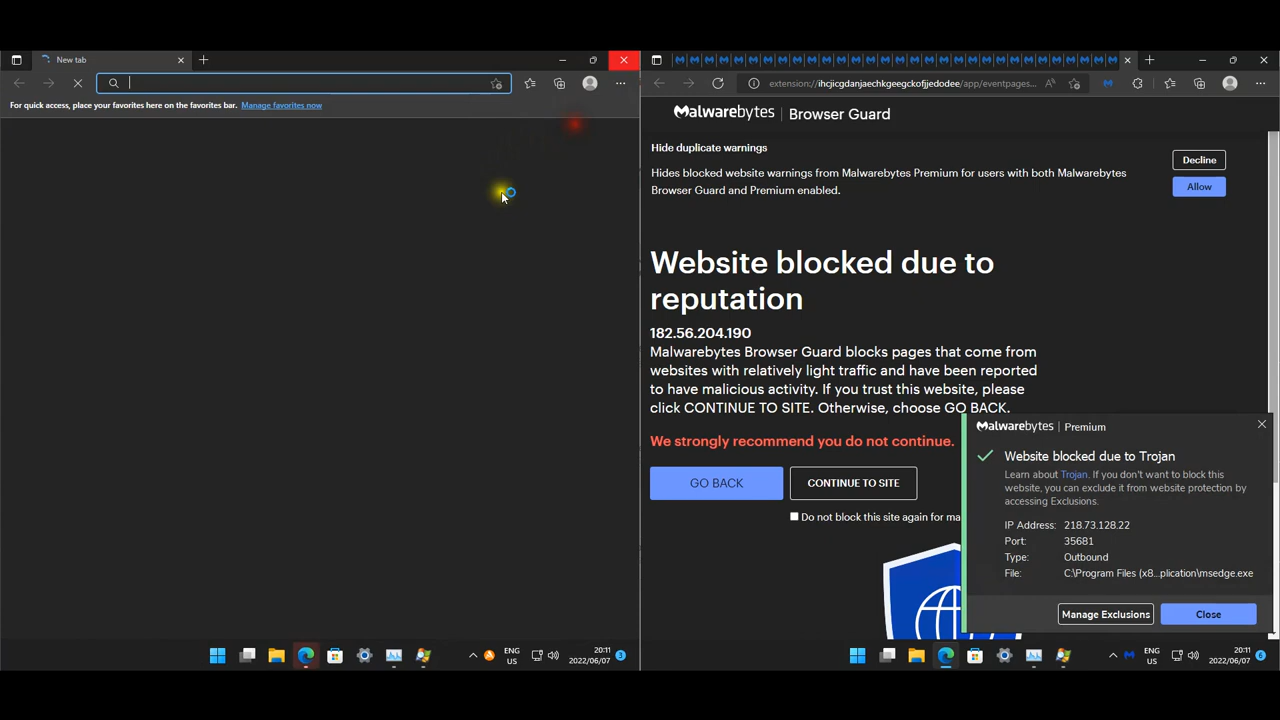 New tab
For quick access, place your favorites here on the favorites bar. Manage favorites now
ENG
US
20:11
2022/06/07
3
extension://ihcjicgdanjaechkgeegckofjjedodee/app/eventpages...
Malwarebytes | Browser Guard
Hide duplicate warnings
Hides blocked website warnings from Malwarebytes Premium for users with both Malwarebytes
Browser Guard and Premium enabled.
Decline
Allow
Website blocked due to
reputation
182.56.204.190
Malwarebytes Browser Guard blocks pages that come from
websites with relatively light traffic and have been reported
to have malicious activity. If you trust this website, please
click CONTINUE TO SITE. Otherwise, choose GO BACK.
We strongly recommend you do not continue.
GO BACK
CONTINUE TO SITE
Do not block this site again for ma
Malwarebytes | Premium
Website blocked due to Trojan
Learn about Trojan. If you don't want to block this
website, you can exclude it from website protection by
accessing Exclusions.
IP Address: 218.73.128.22
Port: 35681
Type: Outbound
File: C:\Program Files (x8...plication\msedge.exe
Manage Exclusions
Close
ENG
US
20:11
2022/06/07
6